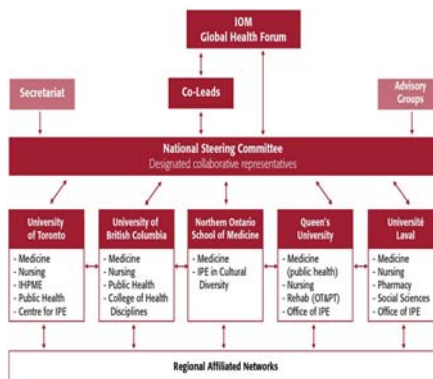 IOM
Global Health Forum
Secretariat
Co-Leads
Advisory
Groups
National Steering Committee
Designated collaborative representatives
University
of Toronto
- Medicine
- Nursing
- IHPME
- Public Health
- Centre for IPE
University of
British Columbia
- Medicine
- Nursing
- Public Health
- College of Health
Disciplines
Northern Ontario
School of Medicine
- Medicine
- IPE in Cultural
Diversity
Queen's
University
- Medicine
(public health)
- Nursing
- Rehab (OT&PT)
- Office of IPE
Université
Laval
- Medicine
- Nursing
- Pharmacy
- Social Sciences
- Office of IPE
Regional Affiliated Networks